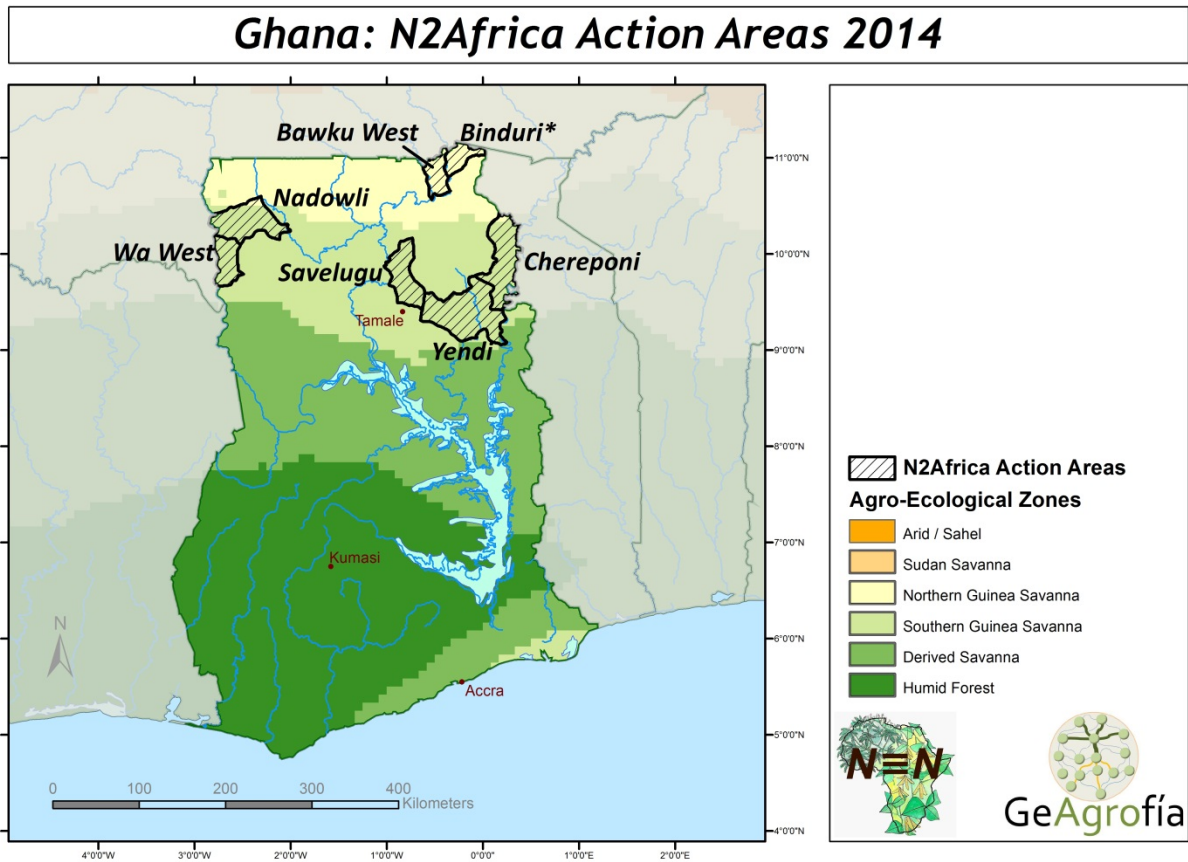 Ghana: N2Africa Action Areas 2014
Bawku West
Binduri*
Nadowli
Wa West
Savelugu
Chereponi
Tamale
Yendi
Kumasi
Accra
N
0 100 200 300 400
Kilometers
11°0'0"N
10°0'0"N
9°0'0"N
8°0'0"N
7°0'0"N
6°0'0"N
5°0'0"N
4°0'0"N
4°0'0"W 3°0'0"W 2°0'0"W 1°0'0"W 0°0'0" 1°0'0"E 2°0'0"E
N2Africa Action Areas
Agro-Ecological Zones
Arid / Sahel
Sudan Savanna
Northern Guinea Savanna
Southern Guinea Savanna
Derived Savanna
Humid Forest
N≡N
GeAgrofía